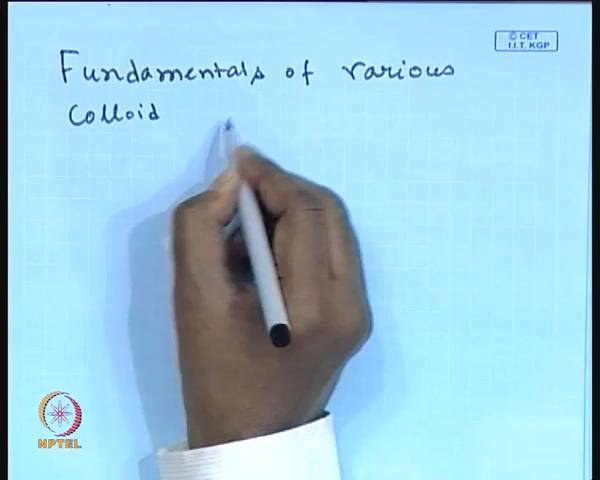 © CET
I.I.T. KGP
Fundamentals of various
Colloid
NPTEL